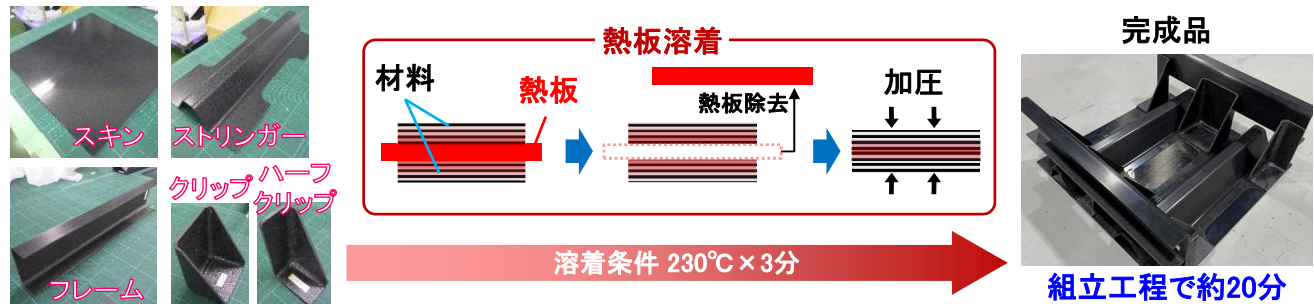 スキン
ストリンガー
フレーム
クリップ
ハーフ
クリップ
熱板溶着
材料
熱板
熱板除去
加圧
溶着条件 230℃×3分
完成品
組立工程で約20分